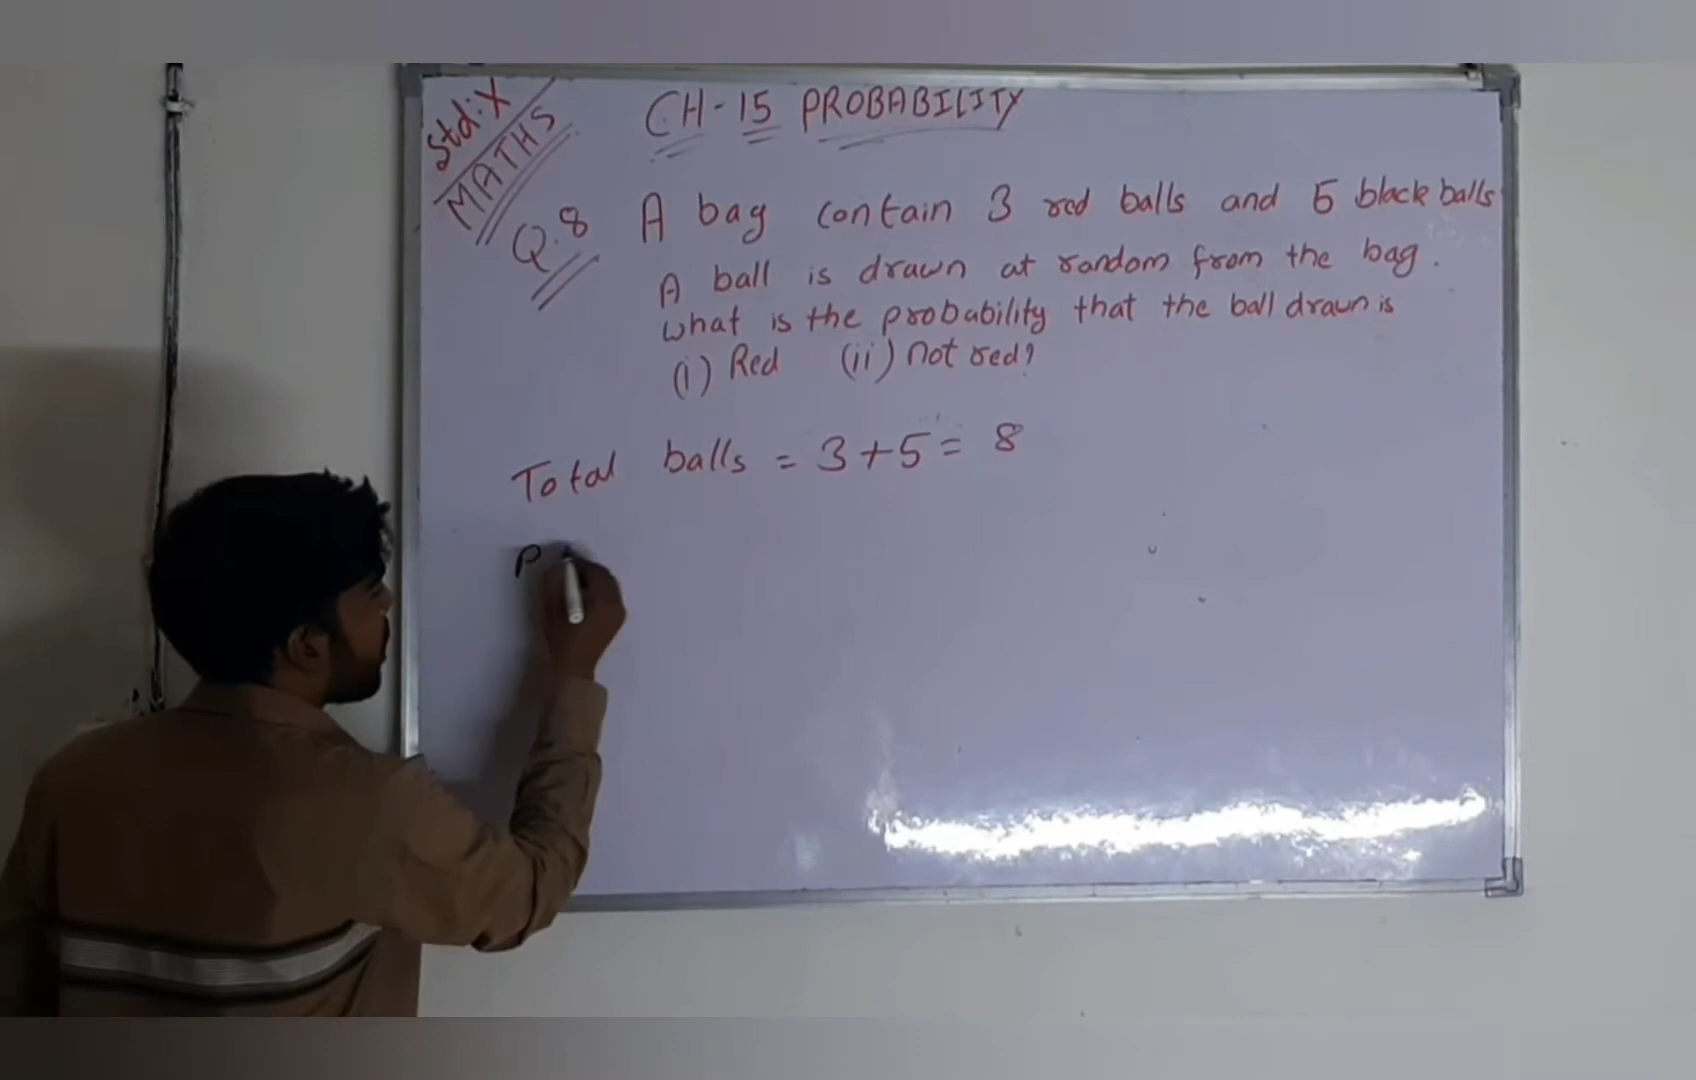 Std:X
MATHS
CH-15 PROBABILITY
Q.8 A bag contain 3 red balls and 5 black balls
A ball is drawn at random from the bag.
what is the probability that the ball drawn is
(i) Red (ii) not red?
Total balls = 3+5 = 8
P